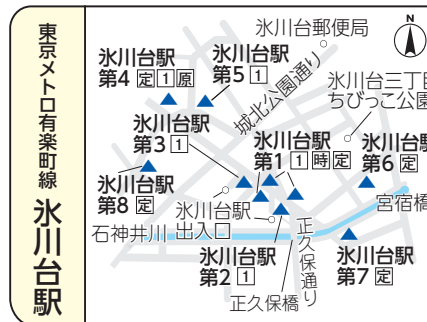 東京メトロ有楽町線 氷川台駅
氷川台郵便局
N
氷川台駅
第4 定 1 原
氷川台駅
第5 1
城北公園通り
氷川台三丁目
ちびっこ公園
氷川台駅
第3 1
氷川台駅
第1 1 時 定
氷川台駅
第6 定
氷川台駅
第8 定
氷川台駅
出入口
宮宿橋
石神井川
氷川台駅
第2 1
正久保通り
氷川台駅
第7 定
正久保橋